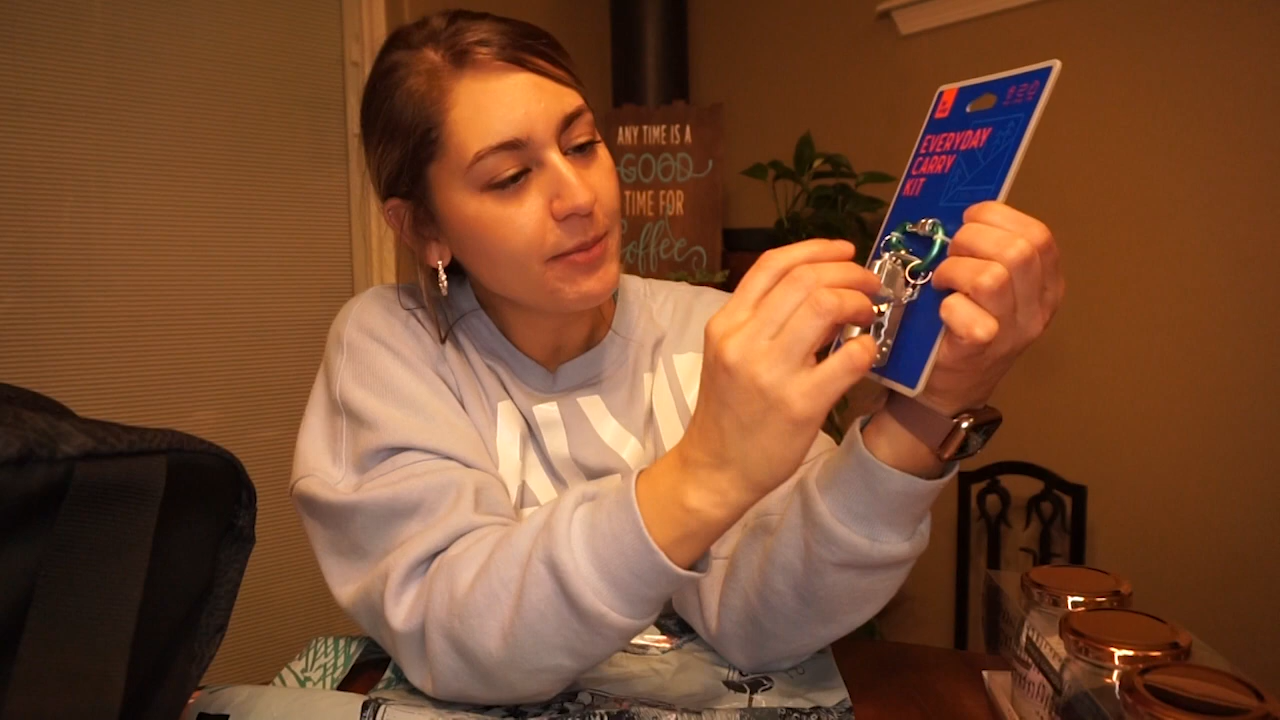 ANY TIME IS A
GOOD
TIME FOR
Coffee
EVERYDAY
CARRY
KIT